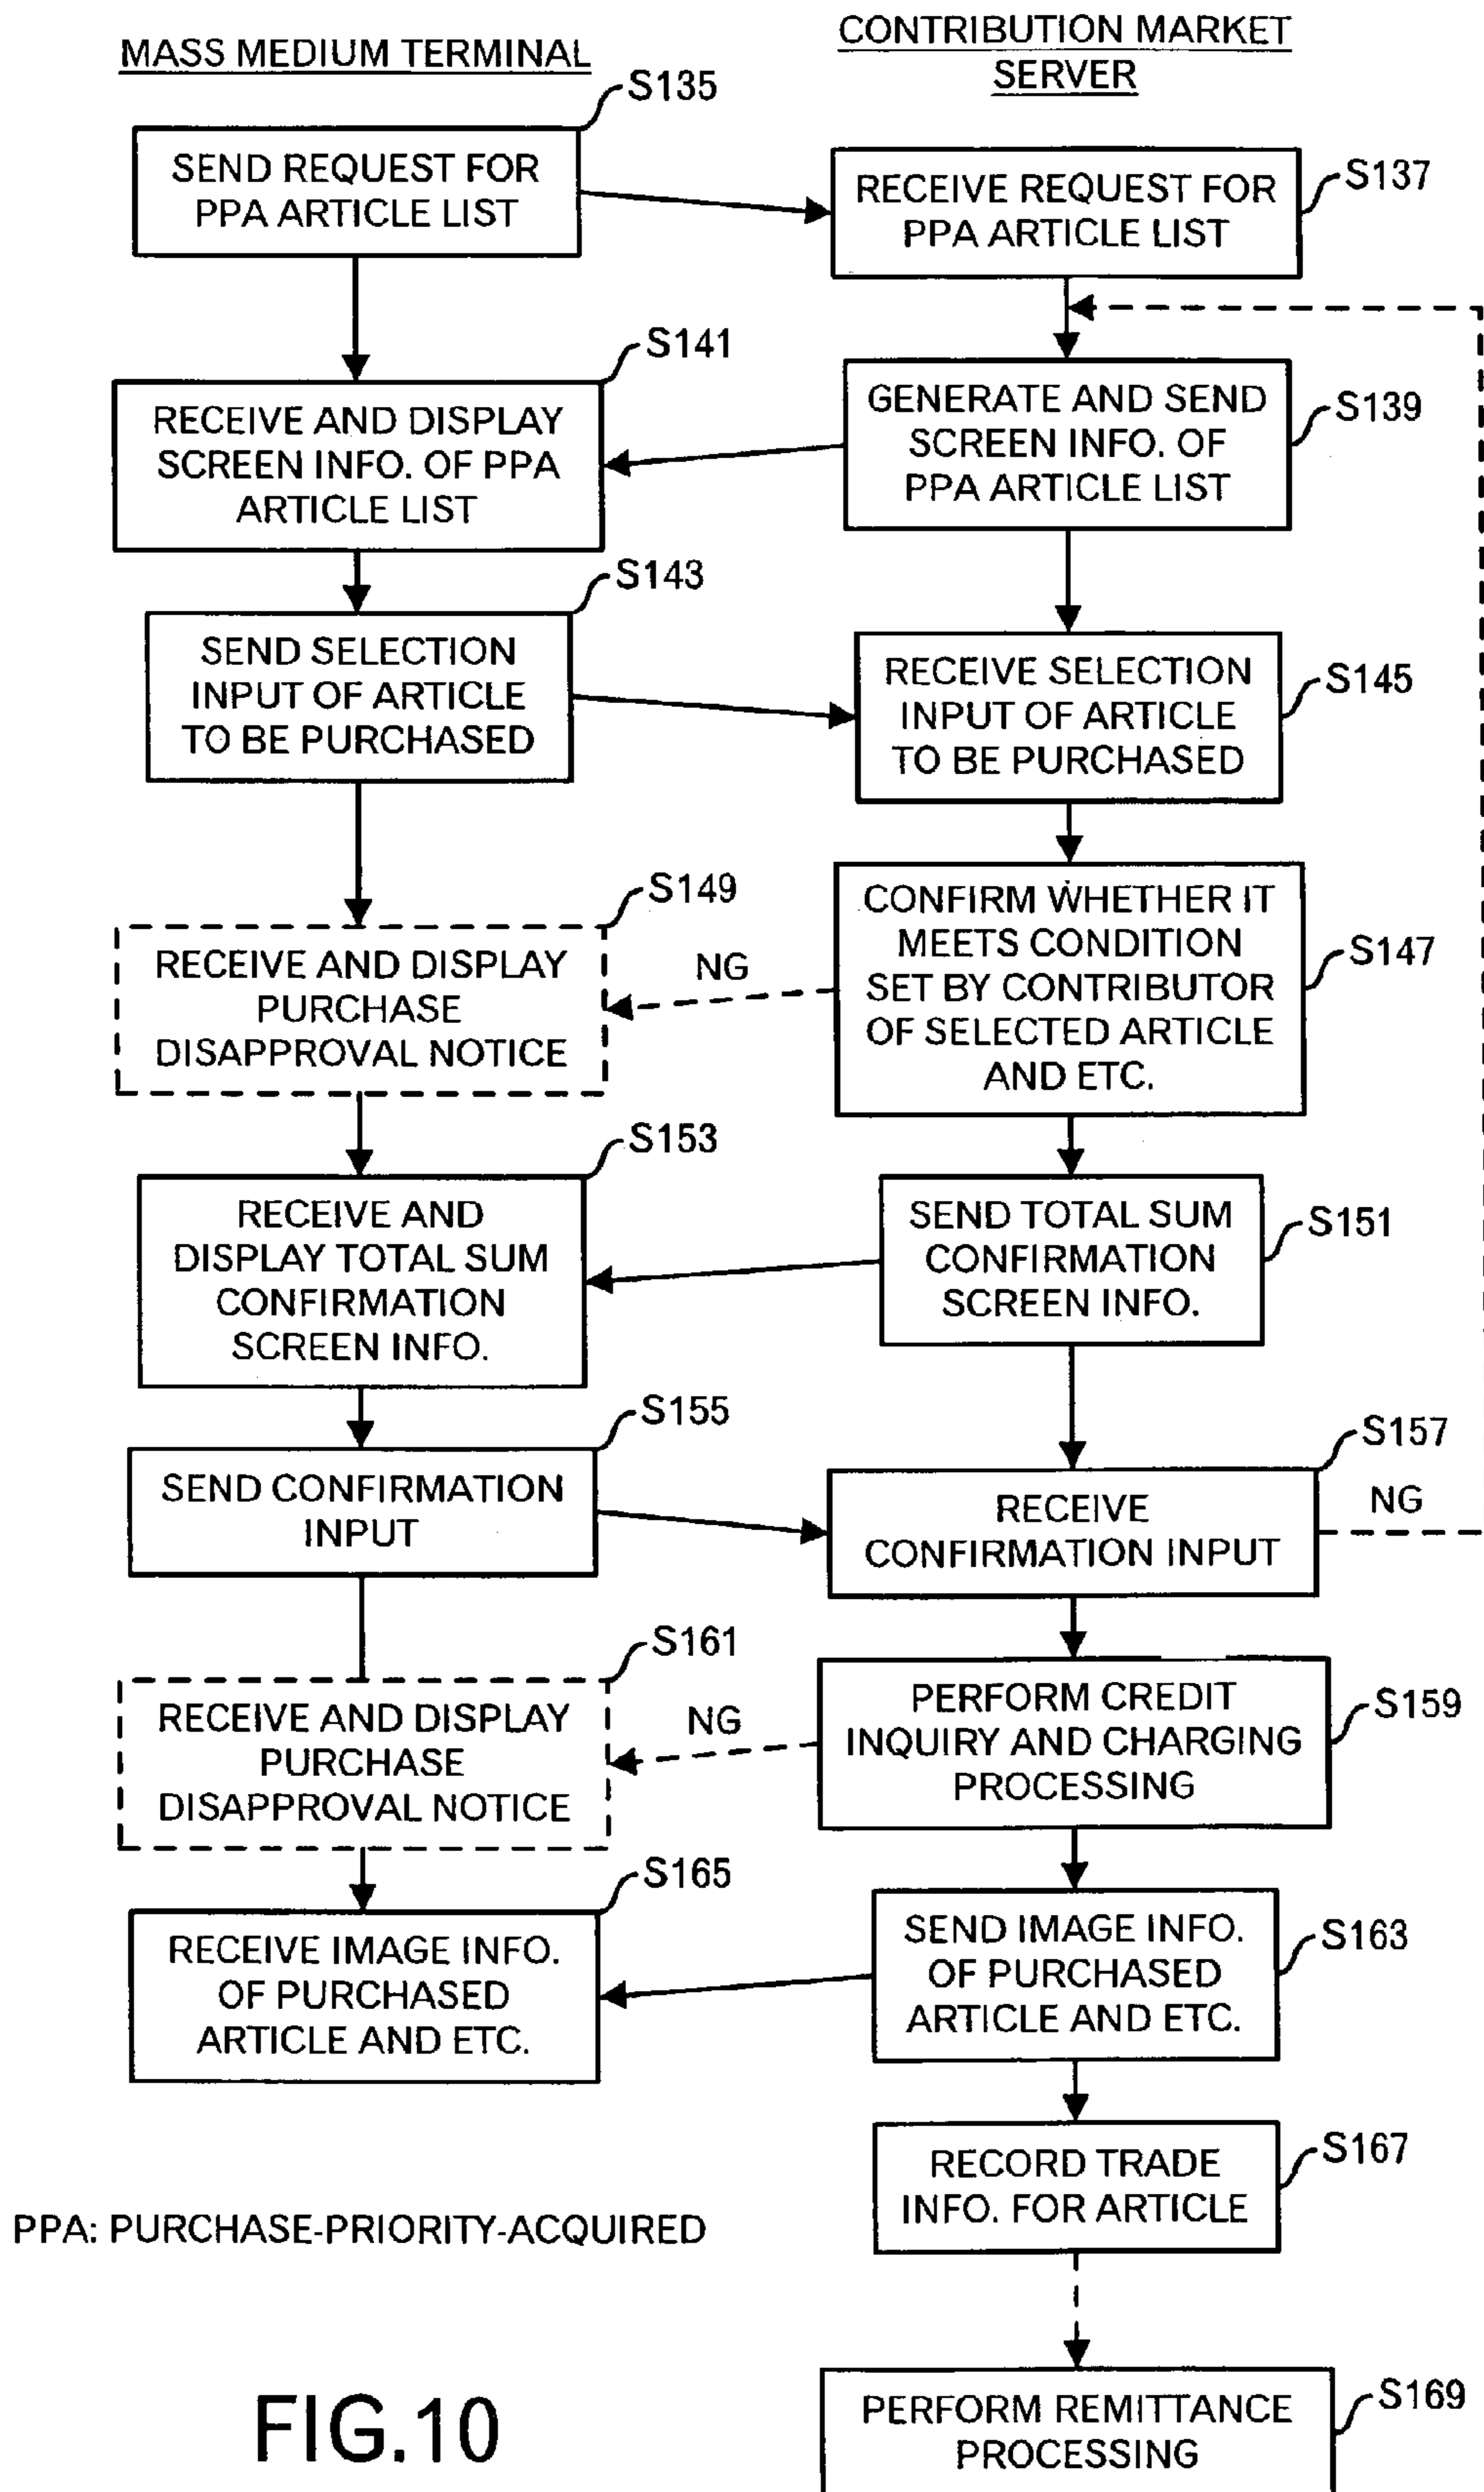 MASS MEDIUM TERMINAL
CONTRIBUTION MARKET
SERVER
S135
SEND REQUEST FOR
PPA ARTICLE LIST
S137
RECEIVE REQUEST FOR
PPA ARTICLE LIST
S141
RECEIVE AND DISPLAY
SCREEN INFO. OF PPA
ARTICLE LIST
S139
GENERATE AND SEND
SCREEN INFO. OF
PPA ARTICLE LIST
S143
SEND SELECTION
INPUT OF ARTICLE
TO BE PURCHASED
S145
RECEIVE SELECTION
INPUT OF ARTICLE
TO BE PURCHASED
S149
RECEIVE AND DISPLAY
PURCHASE
DISAPPROVAL NOTICE
NG
S147
CONFIRM WHETHER IT
MEETS CONDITION
SET BY CONTRIBUTOR
OF SELECTED ARTICLE
AND ETC.
S153
RECEIVE AND
DISPLAY TOTAL SUM
CONFIRMATION
SCREEN INFO.
S151
SEND TOTAL SUM
CONFIRMATION
SCREEN INFO.
S155
SEND CONFIRMATION
INPUT
S157
RECEIVE
CONFIRMATION INPUT
NG
S161
RECEIVE AND DISPLAY
PURCHASE
DISAPPROVAL NOTICE
NG
S159
PERFORM CREDIT
INQUIRY AND CHARGING
PROCESSING
S165
RECEIVE IMAGE INFO.
OF PURCHASED
ARTICLE AND ETC.
S163
SEND IMAGE INFO.
OF PURCHASED
ARTICLE AND ETC.
S167
RECORD TRADE
INFO. FOR ARTICLE
PPA: PURCHASE-PRIORITY-ACQUIRED
S169
PERFORM REMITTANCE
PROCESSING
FIG.10